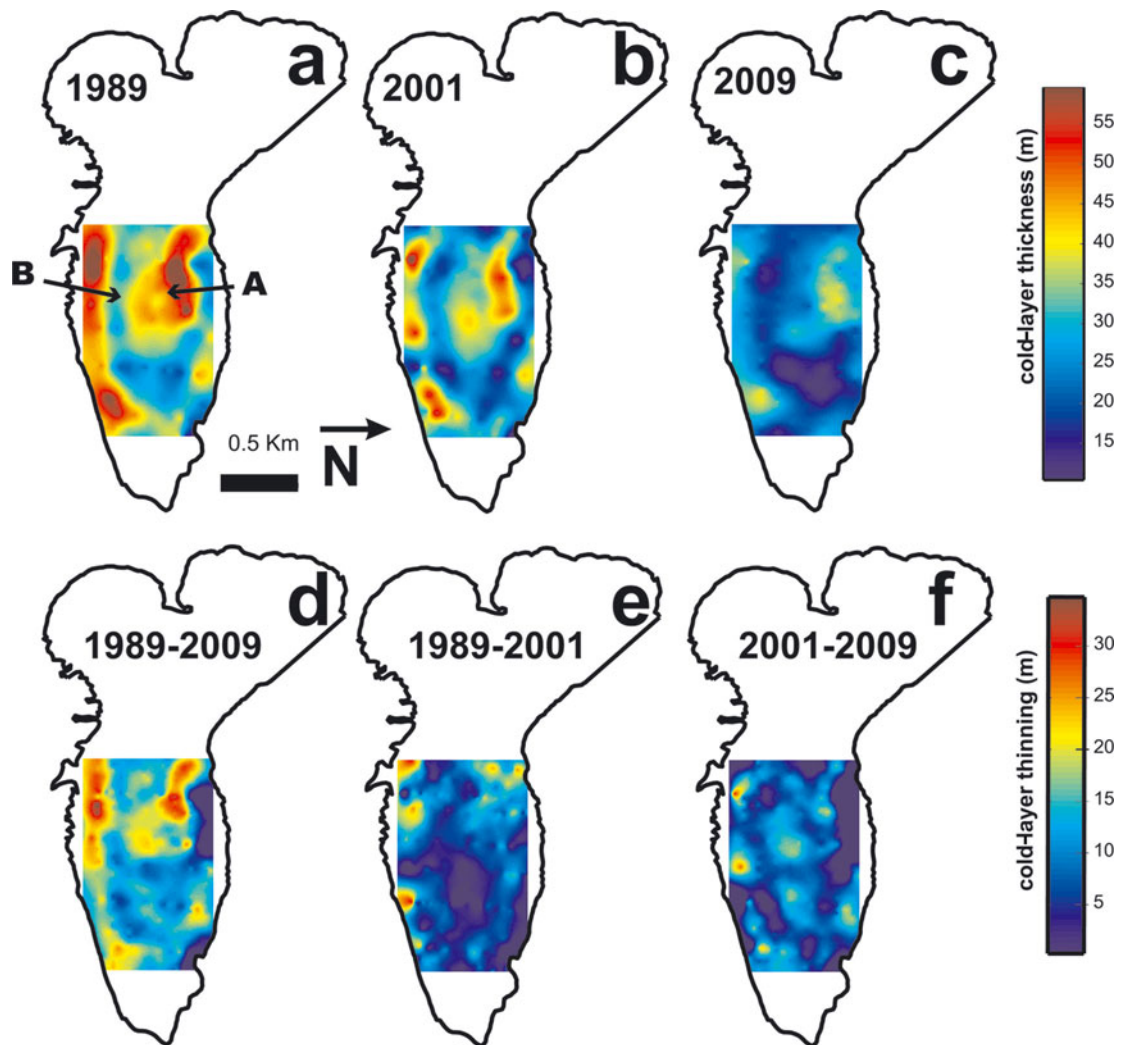 a
1989
b
2001
c
2009
B
A
0.5 Km
N
cold-layer thickness (m)
55
50
45
40
35
30
25
20
15
d
1989-2009
e
1989-2001
f
2001-2009
cold-layer thinning (m)
30
25
20
15
10
5